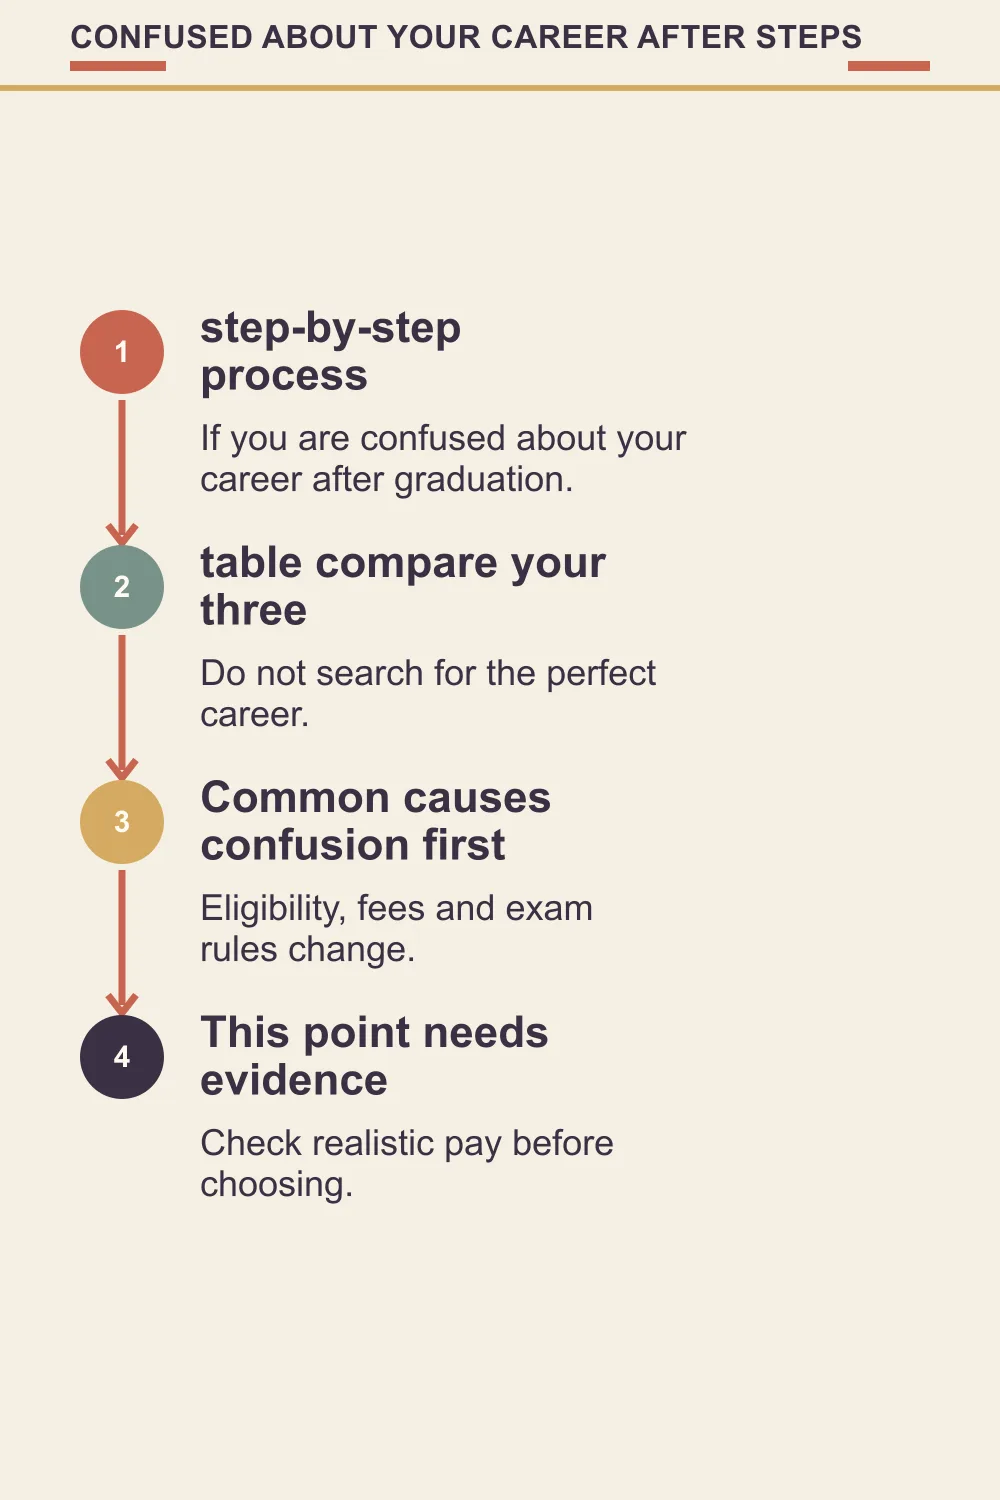 CONFUSED ABOUT YOUR CAREER AFTER STEPS
1
step-by-step
process
If you are confused about your
career after graduation.
2
table compare your
three
Do not search for the perfect
career.
3
Common causes
confusion first
Eligibility, fees and exam
rules change.
4
This point needs
evidence
Check realistic pay before
choosing.